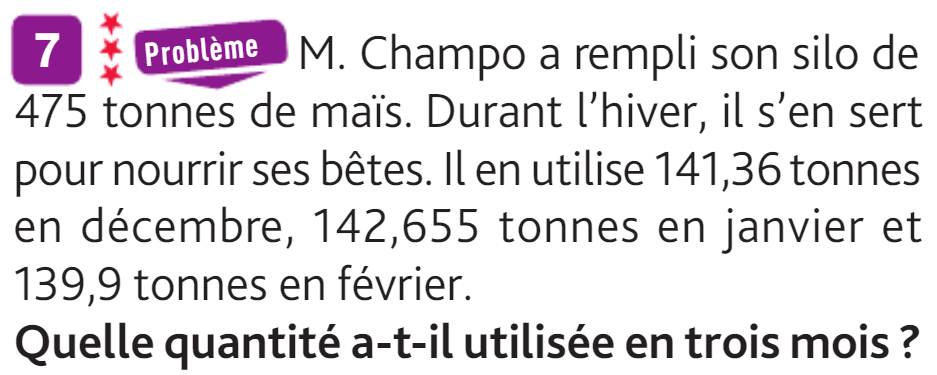 7 Problème M. Champo a rempli son silo de
475 tonnes de maïs. Durant l’hiver, il s’en sert
pour nourrir ses bêtes. Il en utilise 141,36 tonnes
en décembre, 142,655 tonnes en janvier et
139,9 tonnes en février.
Quelle quantité a-t-il utilisée en trois mois ?